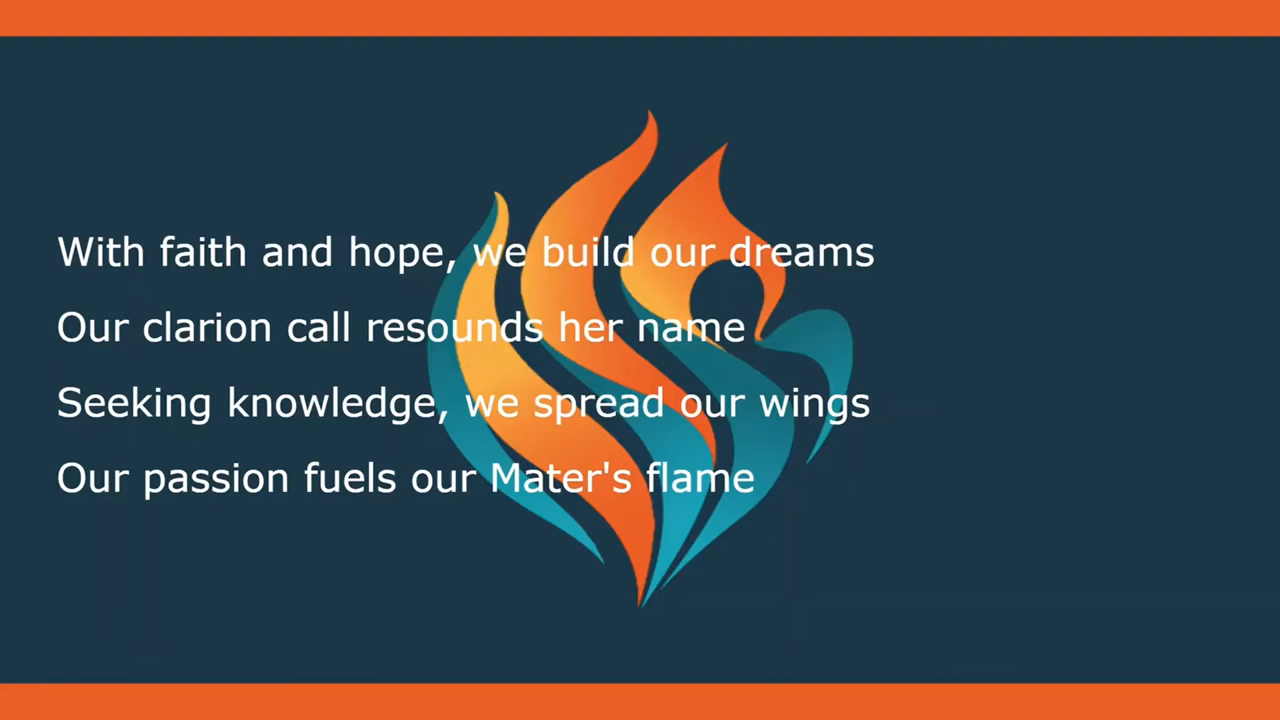 With faith and hope, we build our dreams
Our clarion call resounds her name
Seeking knowledge, we spread our wings
Our passion fuels our Mater's flame